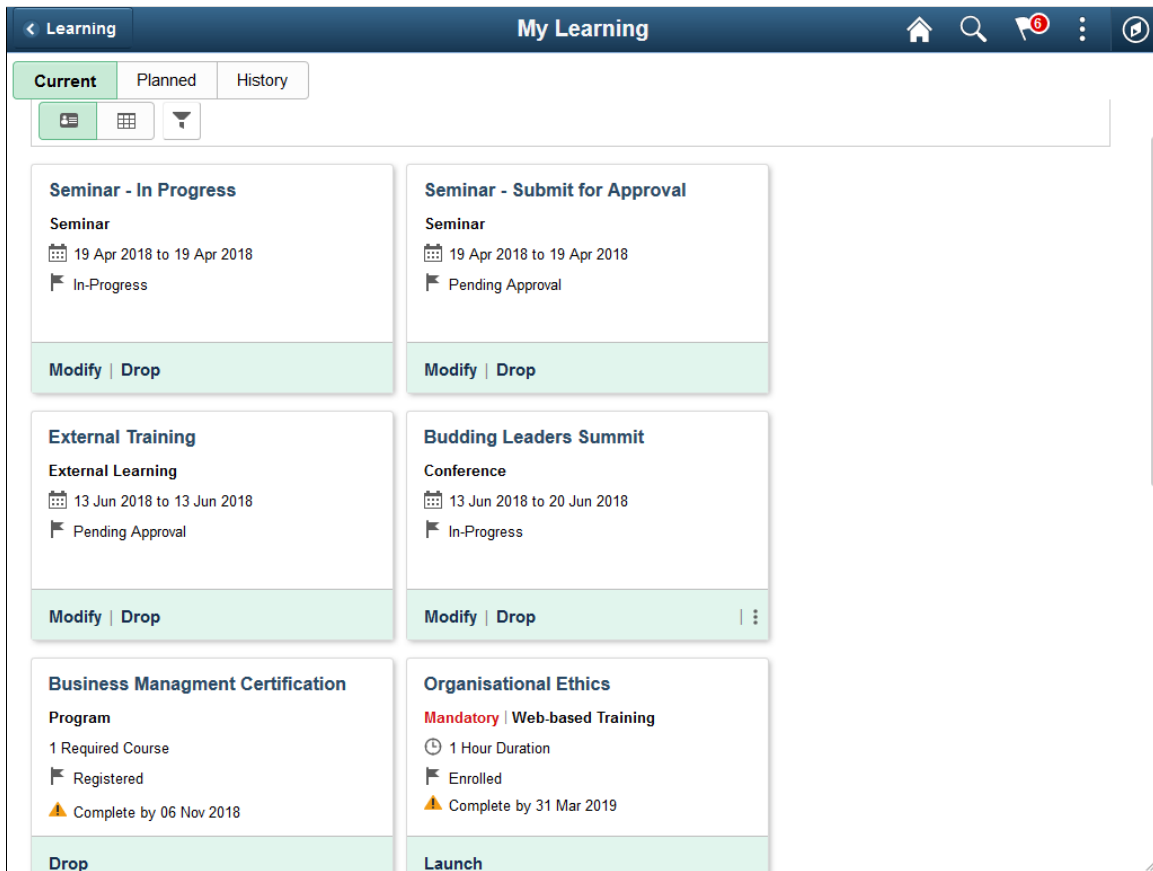 Learning
My Learning
6
Current
Planned
History
Seminar - In Progress
Seminar
19 Apr 2018 to 19 Apr 2018
In-Progress
Modify | Drop
Seminar - Submit for Approval
Seminar
19 Apr 2018 to 19 Apr 2018
Pending Approval
Modify | Drop
External Training
External Learning
13 Jun 2018 to 13 Jun 2018
Pending Approval
Modify | Drop
Budding Leaders Summit
Conference
13 Jun 2018 to 20 Jun 2018
In-Progress
Modify | Drop
Business Managment Certification
Program
1 Required Course
Registered
Complete by 06 Nov 2018
Drop
Organisational Ethics
Mandatory | Web-based Training
1 Hour Duration
Enrolled
Complete by 31 Mar 2019
Launch